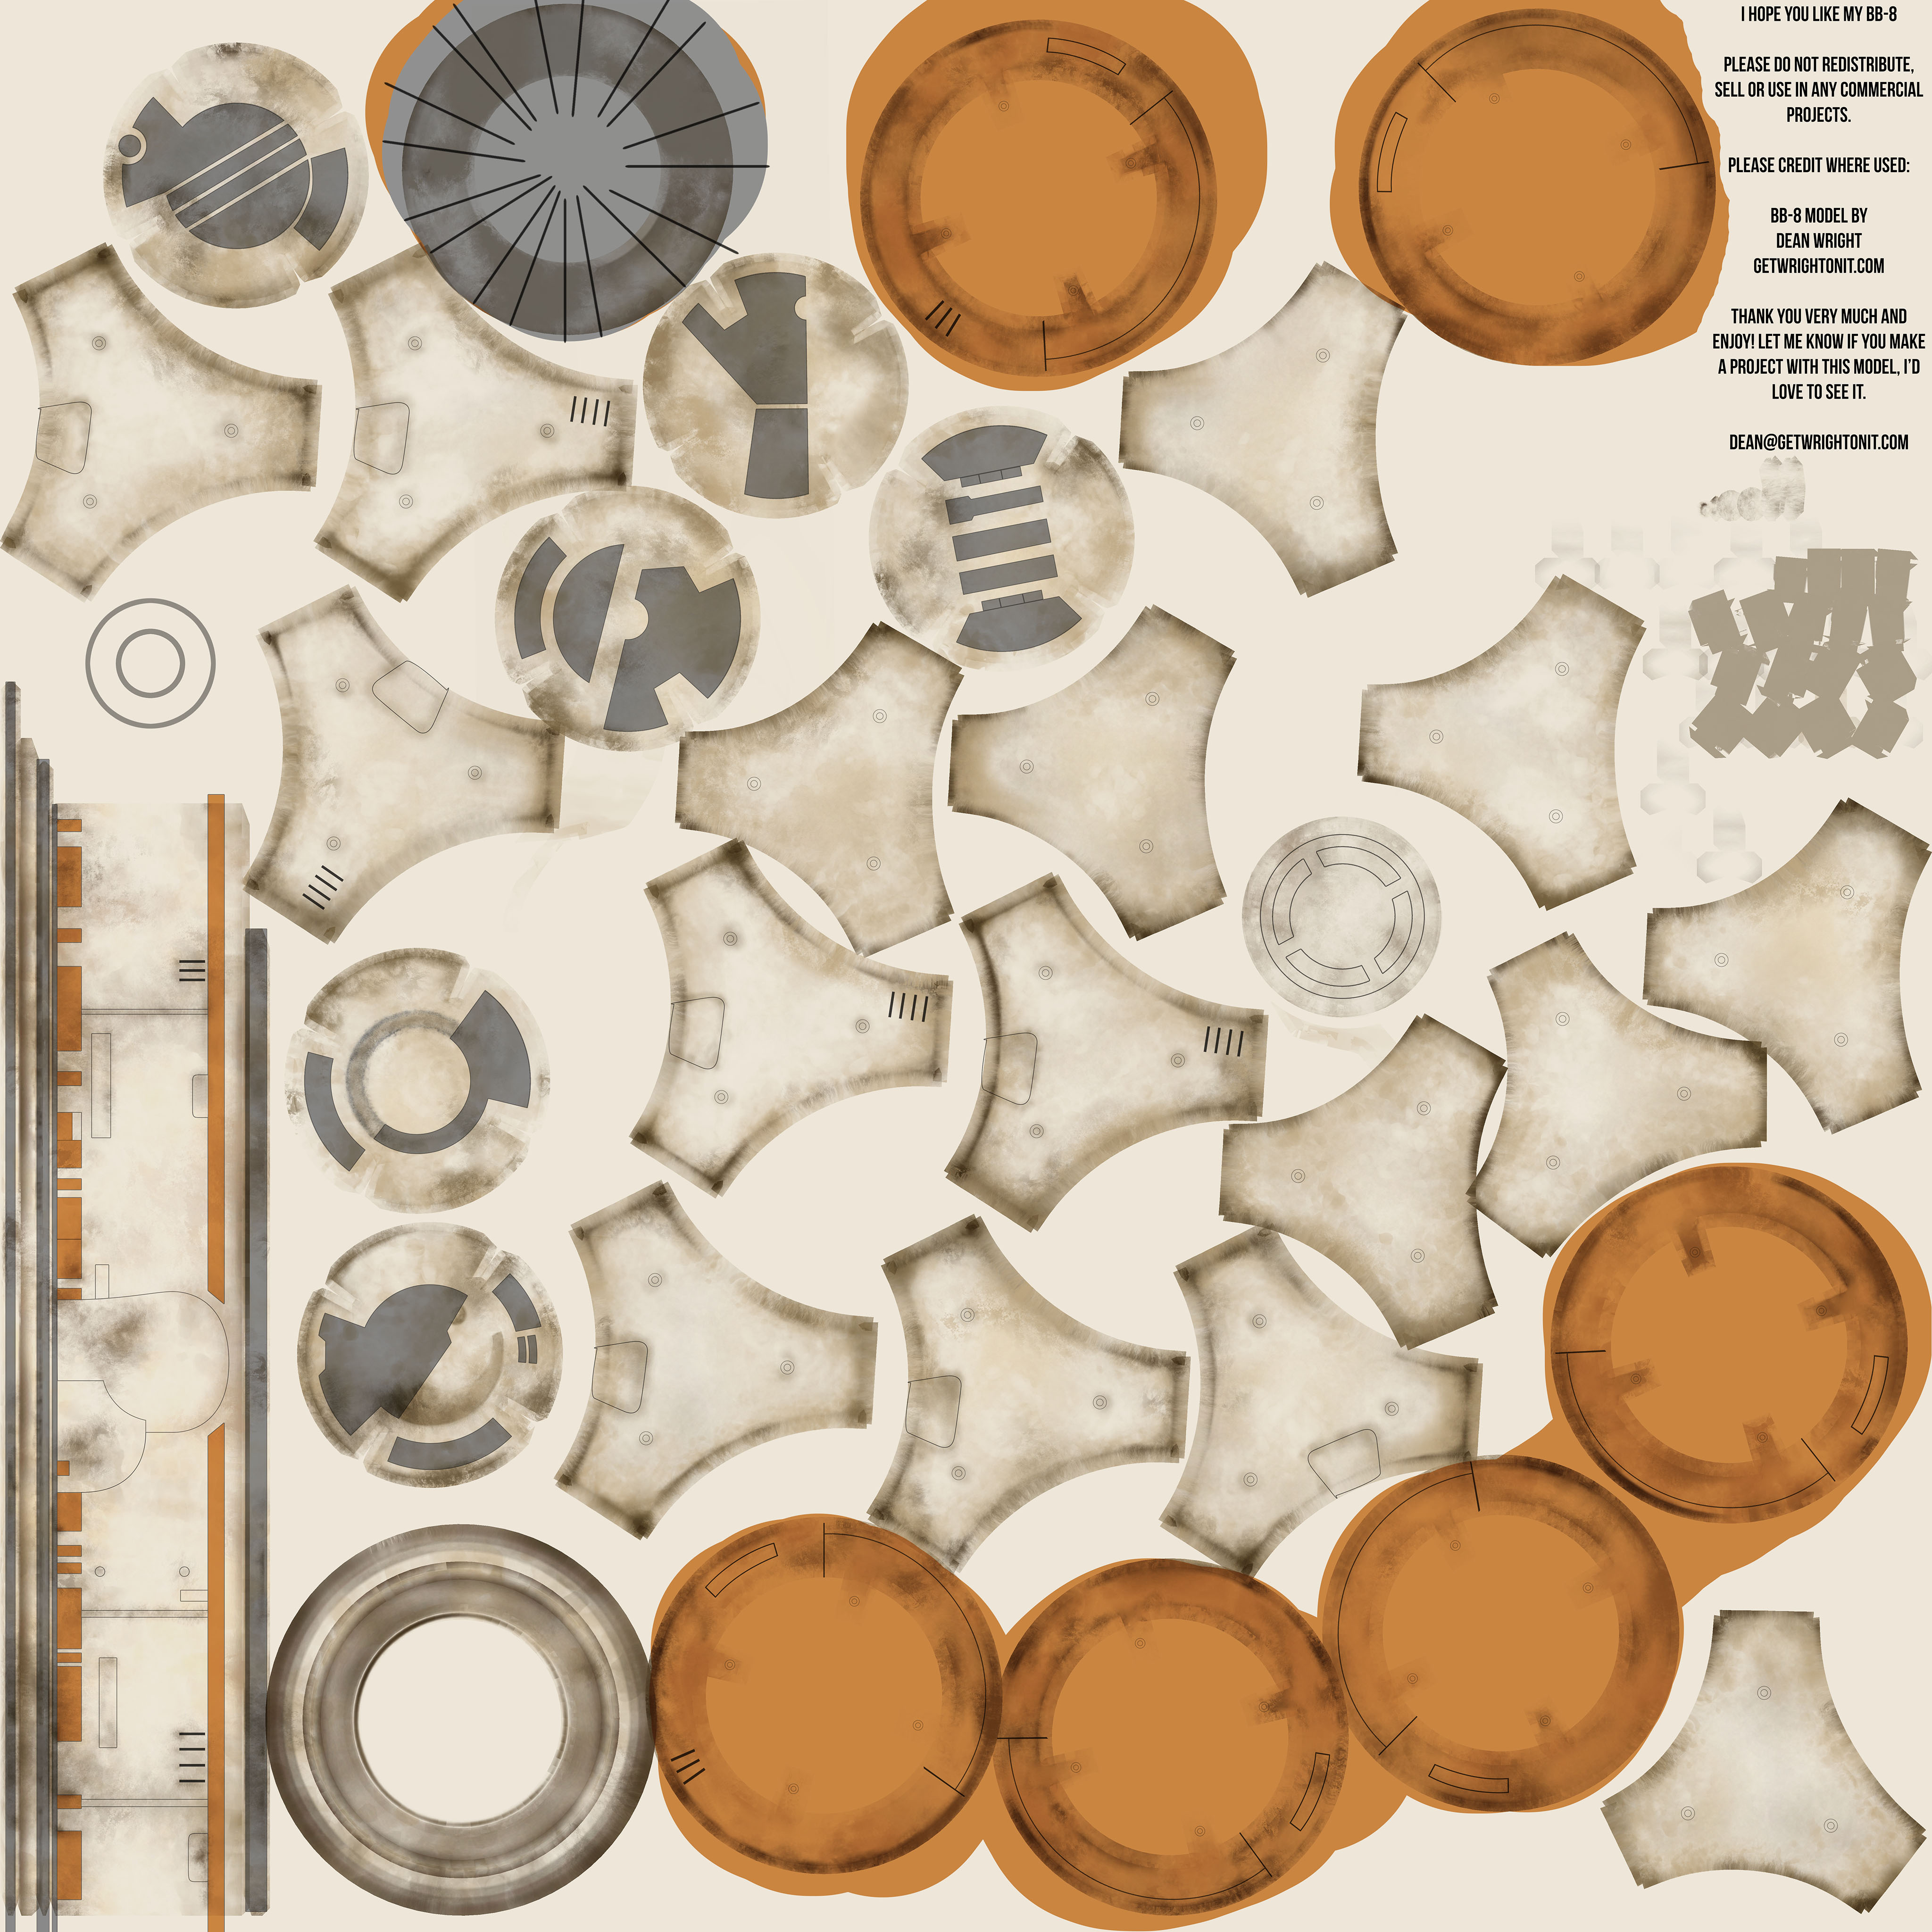 I HOPE YOU LIKE MY BB-8
PLEASE DO NOT REDISTRIBUTE,
SELL OR USE IN ANY COMMERCIAL
PROJECTS.
PLEASE CREDIT WHERE USED:
BB-8 MODEL BY
DEAN WRIGHT
GETWRIGHTONIT.COM
THANK YOU VERY MUCH AND
ENJOY! LET ME KNOW IF YOU MAKE
A PROJECT WITH THIS MODEL, I'D
LOVE TO SEE IT.
DEAN@GETWRIGHTONIT.COM